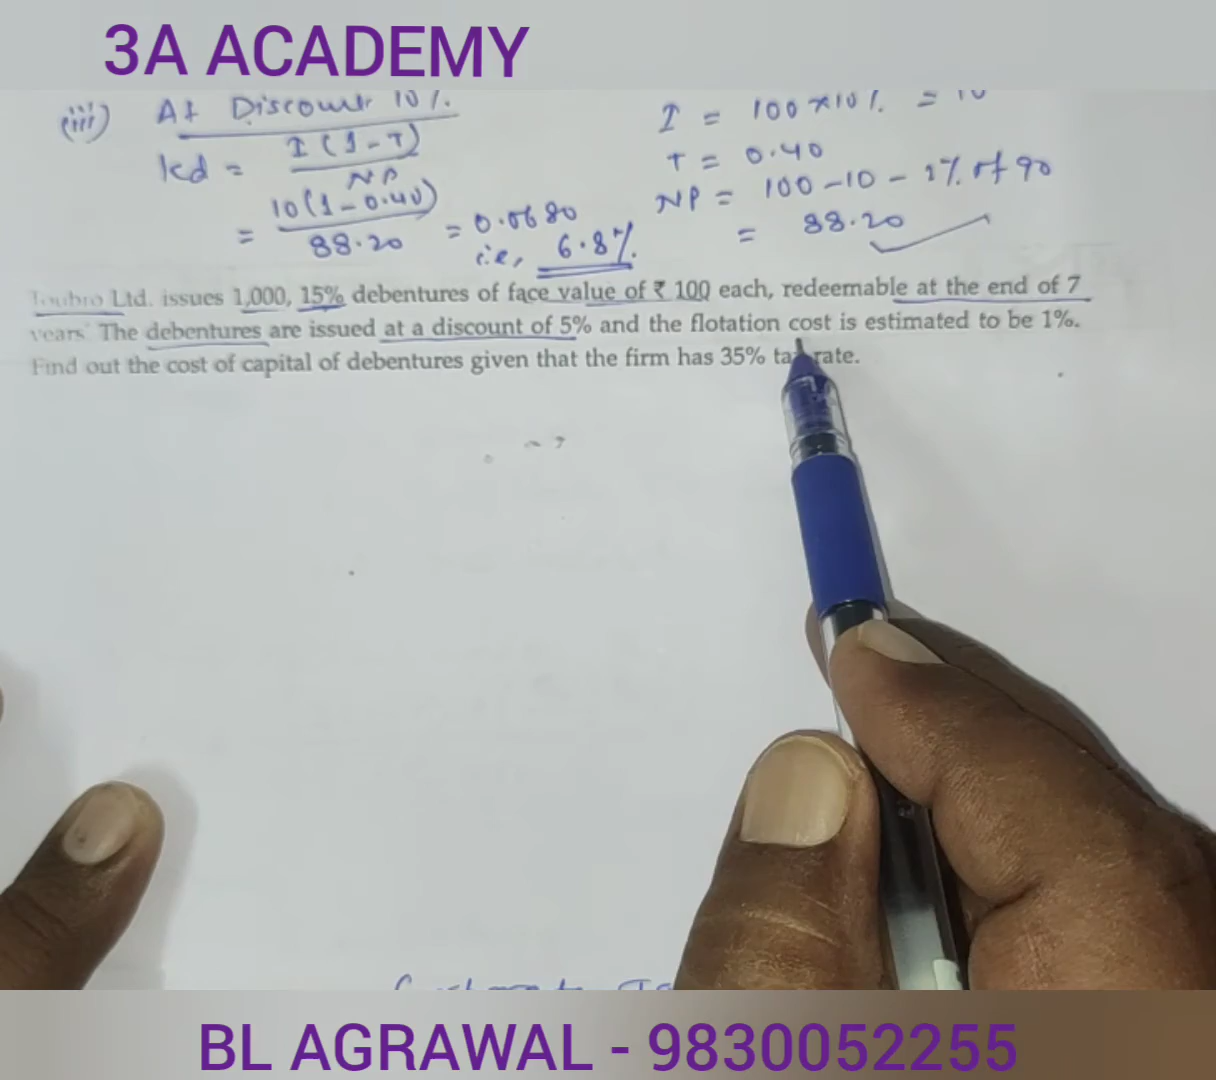 3A ACADEMY
(iii) At Discount 10%.
kd = I (1 - T) / NP
= 10 (1 - 0.40) / 88.20 = 0.0680
i.e, 6.8%
I = 100 × 10% = 10
T = 0.40
NP = 100 - 10 - 2% of 90
= 88.20
Toubro Ltd. issues 1,000, 15% debentures of face value of ₹ 100 each, redeemable at the end of 7
years. The debentures are issued at a discount of 5% and the flotation cost is estimated to be 1%.
Find out the cost of capital of debentures given that the firm has 35% tax rate.
BL AGRAWAL - 9830052255